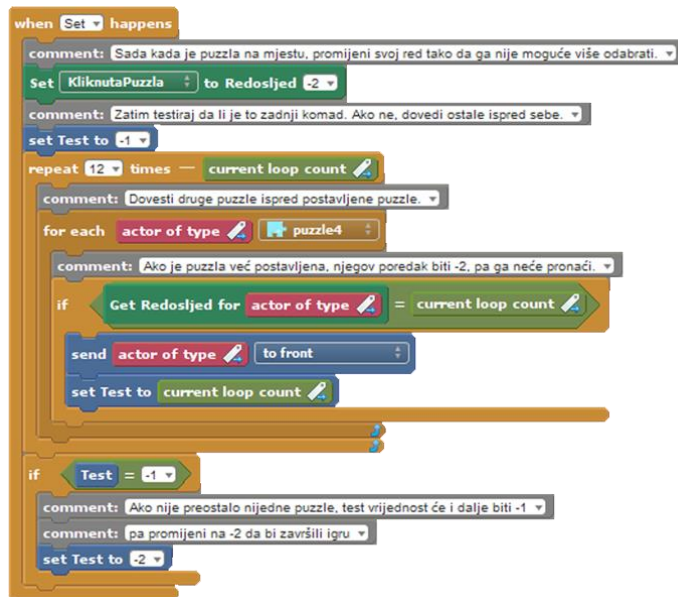 when Set happens
comment: Sada kada je puzzla na mjestu, promijeni svoj red tako da ga nije moguće više odabrati.
Set KliknutaPuzzla to Redosljed -2
comment: Zatim testiraj da li je to zadnji komad. Ako ne, dovedi ostale ispred sebe.
set Test to -1
repeat 12 times — current loop count
comment: Dovesti druge puzzle ispred postavljene puzzle.
for each actor of type puzzle4
comment: Ako je puzzla već postavljena, njegov poredak biti -2, pa ga neće pronaći.
if Get Redosljed for actor of type = current loop count
send actor of type to front
set Test to current loop count
if Test = -1
comment: Ako nije preostalo nijedne puzzle, test vrijednost će i dalje biti -1
comment: pa promijeni na -2 da bi završili igru
set Test to -2